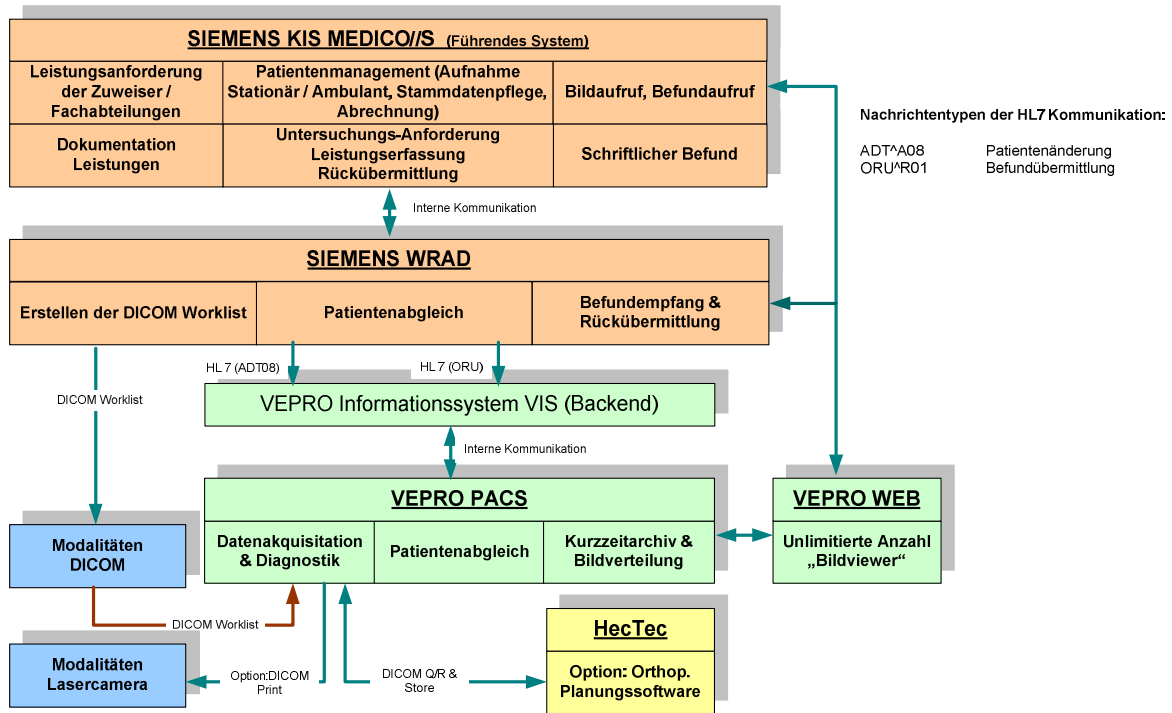 SIEMENS KIS MEDICO//S (Führendes System)
Leistungsanforderung
der Zuweiser /
Fachabteilungen
Patientenmanagement (Aufnahme
Stationär / Ambulant, Stammdatenpflege,
Abrechnung)
Bildaufruf, Befundaufruf
Dokumentation
Leistungen
Untersuchungs-Anforderung
Leistungserfassung
Rückübermittlung
Schriftlicher Befund
Nachrichtentypen der HL7 Kommunikation:
ADT^A08 Patientenänderung
ORU^R01 Befundübermittlung
Interne Kommunikation
SIEMENS WRAD
Erstellen der DICOM Worklist
Patientenabgleich
Befundempfang &
Rückübermittlung
HL 7 (ADT08)
HL 7 (ORU)
DICOM Worklist
VEPRO Informationssystem VIS (Backend)
Interne Kommunikation
VEPRO PACS
Datenakquisitation
& Diagnostik
Patientenabgleich
Kurzzeitarchiv &
Bildverteilung
VEPRO WEB
Unlimitierte Anzahl
„Bildviewer“
Modalitäten
DICOM
DICOM Worklist
HecTec
Option: Orthop.
Planungssoftware
Modalitäten
Lasercamera
Option:DICOM
Print
DICOM Q/R &
Store